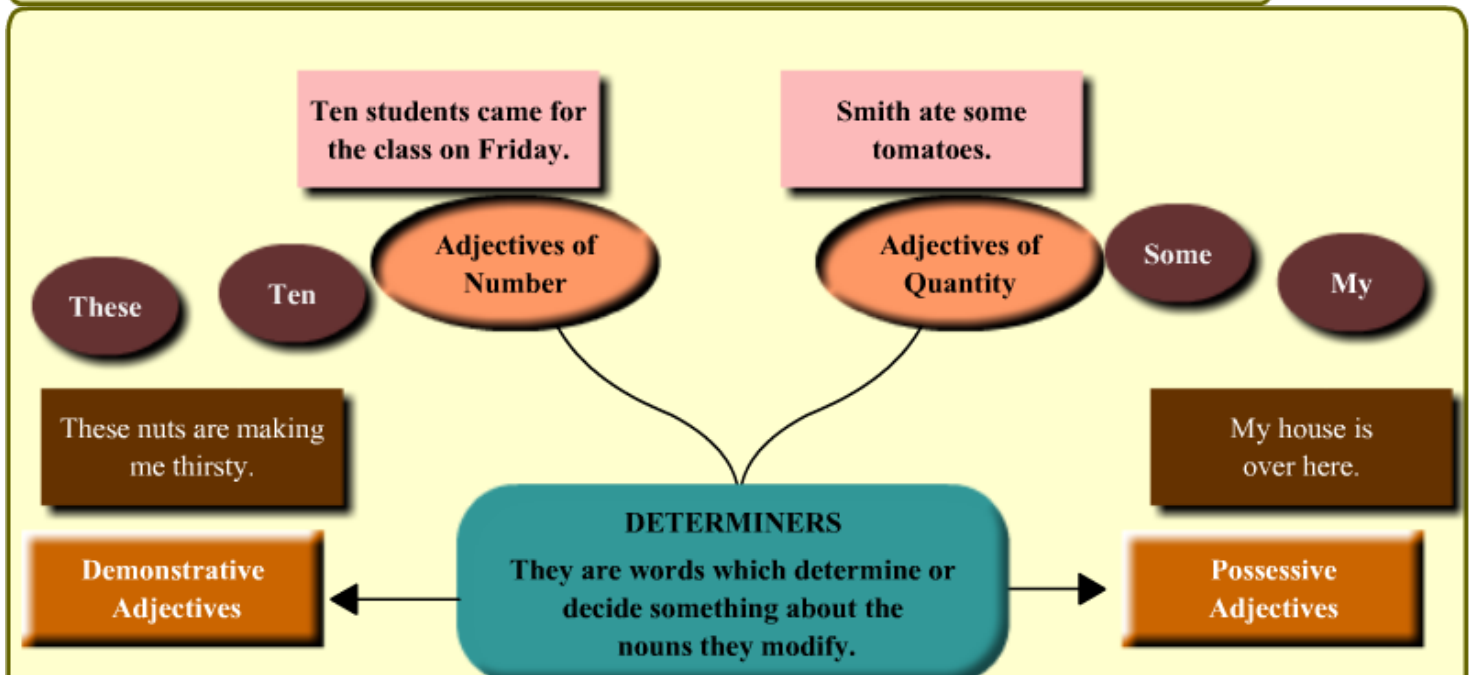 Ten students came for
the class on Friday.
Smith ate some
tomatoes.
Adjectives of
Number
Adjectives of
Quantity
Some
My
Ten
These
These nuts are making
me thirsty.
My house is
over here.
DETERMINERS
They are words which determine or
decide something about the
nouns they modify.
Demonstrative
Adjectives
Possessive
Adjectives